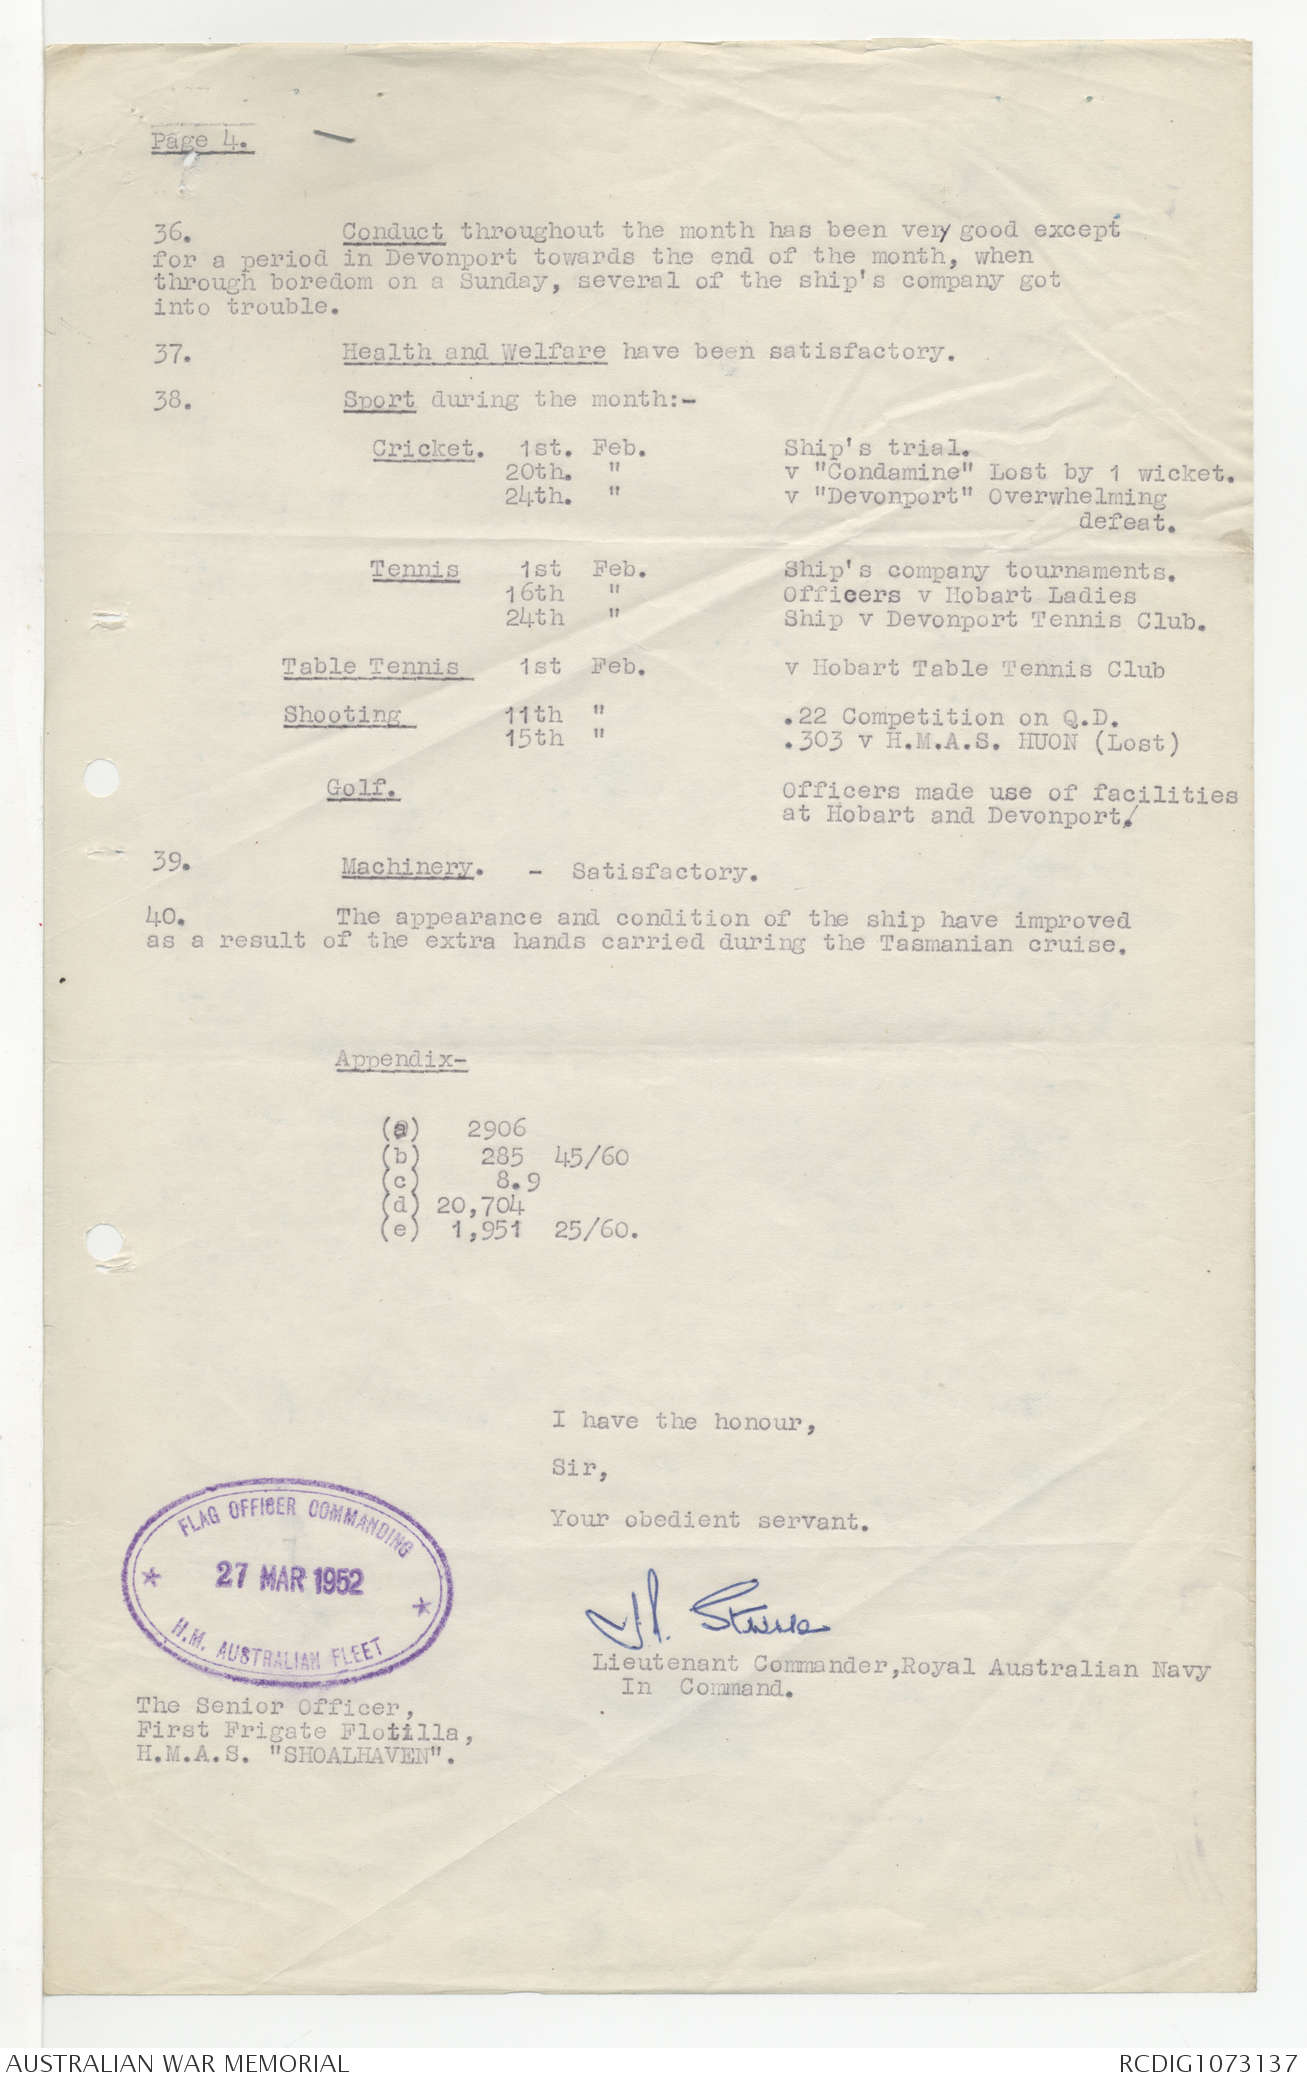 Page 4.
36. Conduct throughout the month has been very good except
for a period in Devonport towards the end of the month, when
through boredom on a Sunday, several of the ship's company got
into trouble.
37. Health and Welfare have been satisfactory.
38. Sport during the month:-
Cricket. 1st. Feb. Ship's trial.
20th. " v "Condamine" Lost by 1 wicket.
24th. " v "Devonport" Overwhelming
defeat.
Tennis 1st Feb. Ship's company tournaments.
16th " Officers v Hobart Ladies
24th " Ship v Devonport Tennis Club.
Table Tennis 1st Feb. v Hobart Table Tennis Club
Shooting 11th " .22 Competition on Q.D.
15th " .303 v H.M.A.S. HUON (Lost)
Golf. Officers made use of facilities
at Hobart and Devonport.
39. Machinery. - Satisfactory.
40. The appearance and condition of the ship have improved
as a result of the extra hands carried during the Tasmanian cruise.
Appendix-
(a) 2906
(b) 285 45/60
(c) 8.9
(d) 20,704
(e) 1,951 25/60.
I have the honour,
Sir,
Your obedient servant.
Lieutenant Commander,Royal Australian Navy
In Command.
FLAG OFFICER COMMANDING
27 MAR 1952
H.M. AUSTRALIAN FLEET
The Senior Officer,
First Frigate Flotilla,
H.M.A.S. "SHOALHAVEN".
AUSTRALIAN WAR MEMORIAL
RCDIG1073137